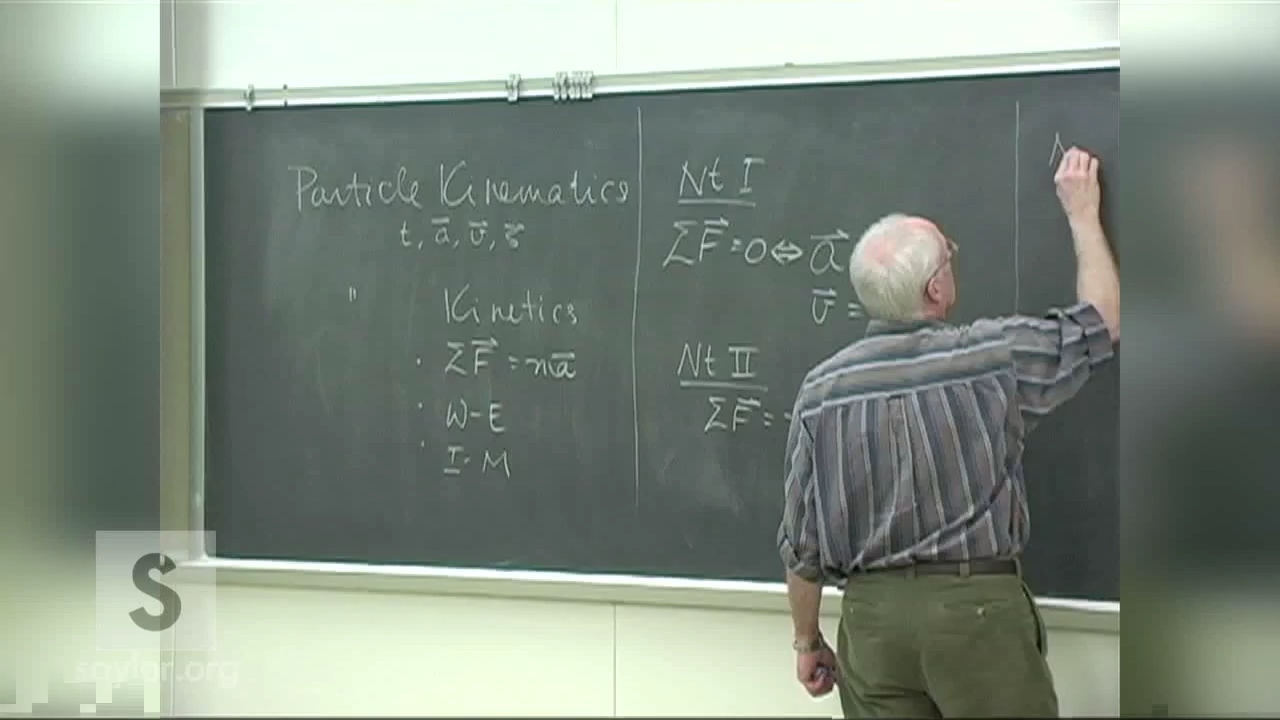 Particle Kinematics
t, a⃗, v⃗, s⃗
" Kinetics
· ΣF⃗ = ma⃗
· W-E
· I-M
Nt I
ΣF⃗ = 0 ⇔ a⃗
v⃗ =
Nt II
ΣF⃗ =
N
S
saylor.org